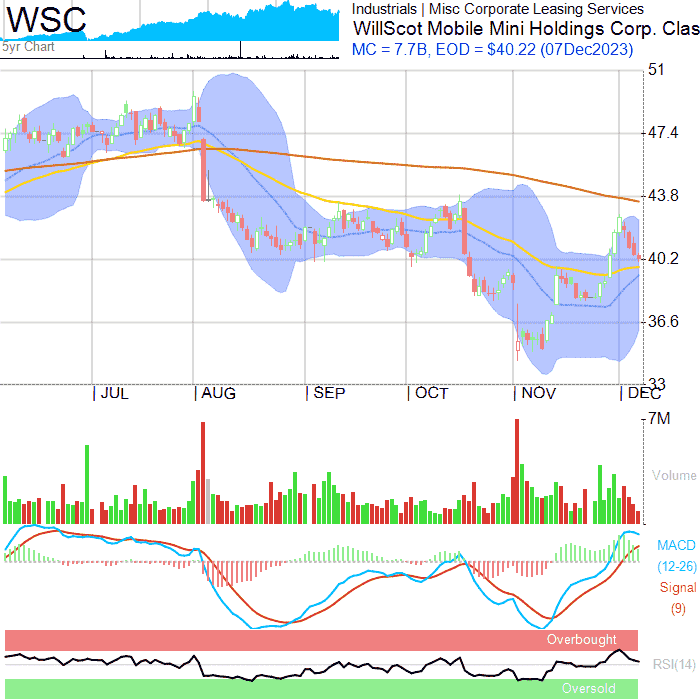 WSC
5yr Chart
Industrials | Misc Corporate Leasing Services
WillScot Mobile Mini Holdings Corp. Clas
MC = 7.7B, EOD = $40.22 (07Dec2023)
51
47.4
43.8
40.2
36.6
33
JUL AUG SEP OCT NOV DEC
7M
Volume
MACD
(12-26)
Signal
(9)
Overbought
RSI(14)
Oversold